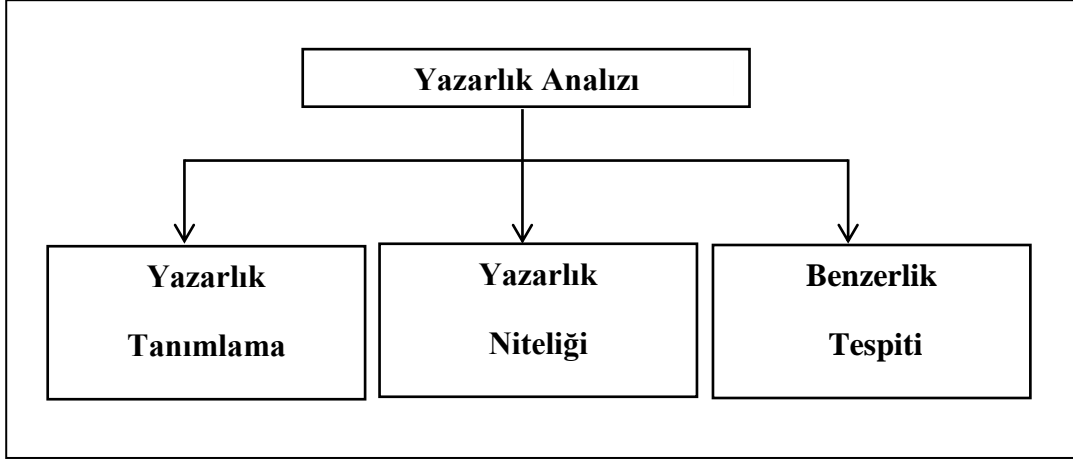 Yazarlık Analızı
Yazarlık
Tanımlama
Yazarlık
Niteliği
Benzerlik
Tespiti